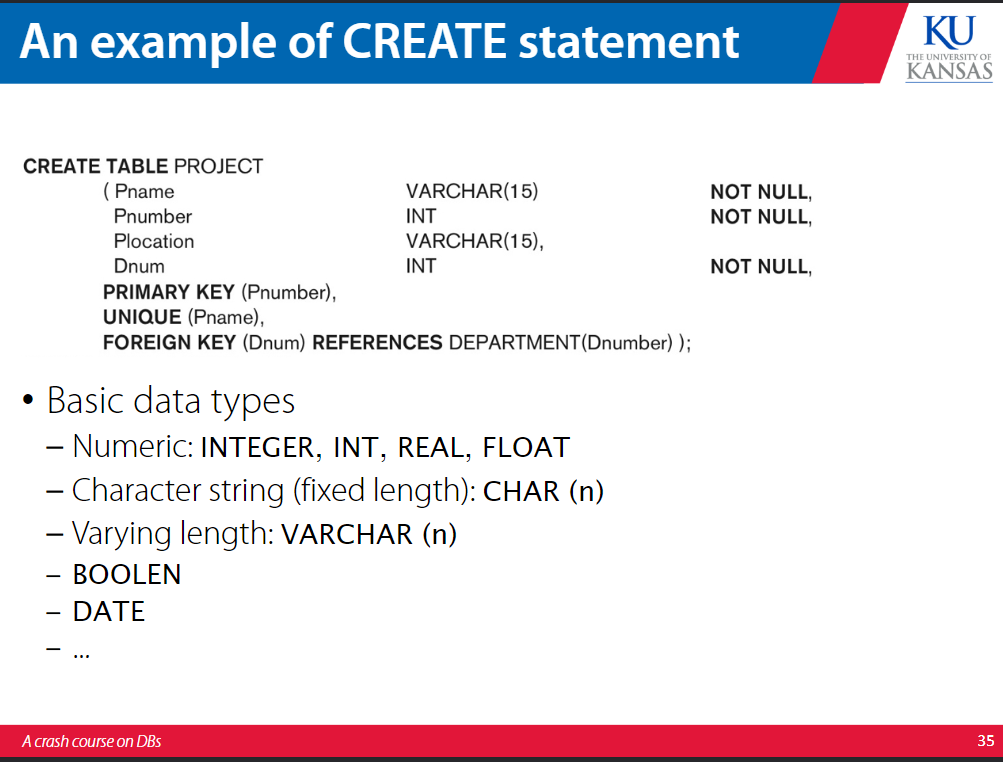 An example of CREATE statement
KU
THE UNIVERSITY OF
KANSAS
CREATE TABLE PROJECT
( Pname VARCHAR(15) NOT NULL,
Pnumber INT NOT NULL,
Plocation VARCHAR(15),
Dnum INT NOT NULL,
PRIMARY KEY (Pnumber),
UNIQUE (Pname),
FOREIGN KEY (Dnum) REFERENCES DEPARTMENT(Dnumber) );
• Basic data types
– Numeric: INTEGER, INT, REAL, FLOAT
– Character string (fixed length): CHAR (n)
– Varying length: VARCHAR (n)
– BOOLEN
– DATE
– ...
A crash course on DBs 35